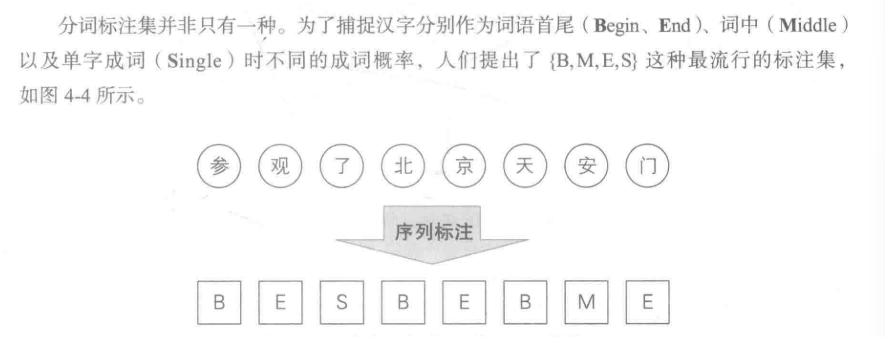 分词标注集并非只有一种。为了捕捉汉字分别作为词语首尾（Begin、End）、词中（Middle）
以及单字成词（Single）时不同的成词概率，人们提出了 {B,M,E,S} 这种最流行的标注集，
如图 4-4 所示。
参 观 了 北 京 天 安 门
序列标注
B E S B E B M E